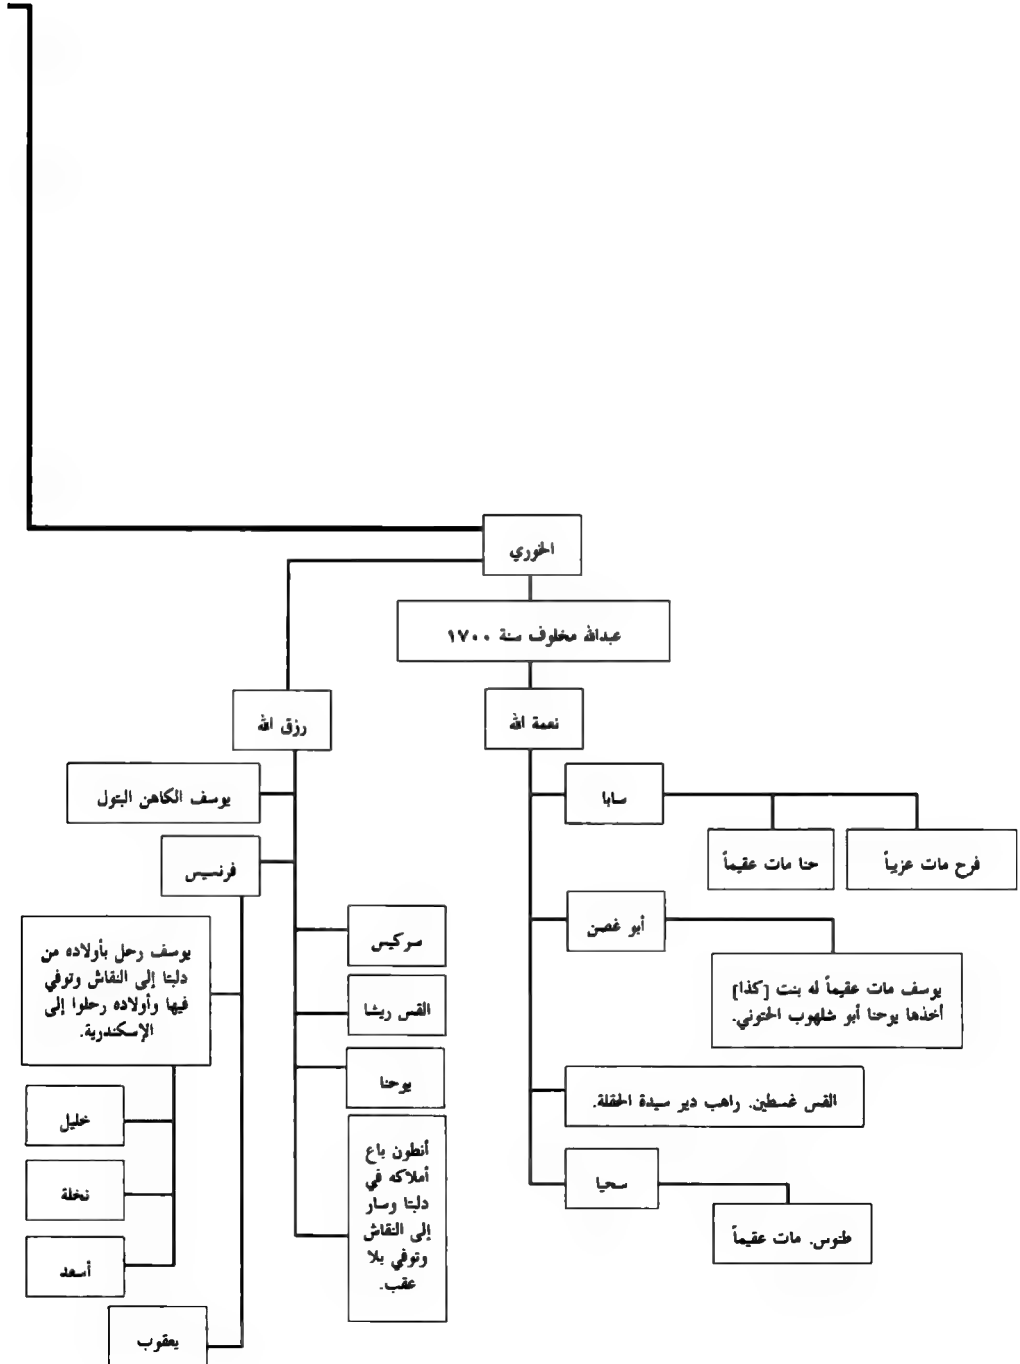 الخوري
عبدالله مخلوف سنة ١٧٠٠
نعمة الله
رزق الله
سابا
فرح مات عزيباً
حنا مات عقيماً
أبو غصن
يوسف مات عقيماً له بنت [كذا]
أخذها يوحنا أبو شلهوب الحتوني.
القس غسطين. راهب دير سيدة الحقلة.
سحيا
طنوس. مات عقيماً
يوسف الكاهن البتول
فرنسيس
سركيس
القس ريشا
يوحنا
أنطون باع
أملاكه في
دلبتا وسار
إلى النقاش
وتوفي بلا
عقب.
يوسف رحل بأولاده من
دلبتا إلى النقاش وتوفي
فيها وأولاده رحلوا إلى
الإسكندرية.
خليل
نخلة
أسعد
يعقوب